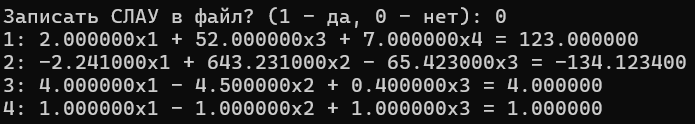 Записать СЛАУ в файл? (1 - да, 0 - нет): 0
1: 2.000000x1 + 52.000000x3 + 7.000000x4 = 123.000000
2: -2.241000x1 + 643.231000x2 - 65.423000x3 = -134.123400
3: 4.000000x1 - 4.500000x2 + 0.400000x3 = 4.000000
4: 1.000000x1 - 1.000000x2 + 1.000000x3 = 1.000000